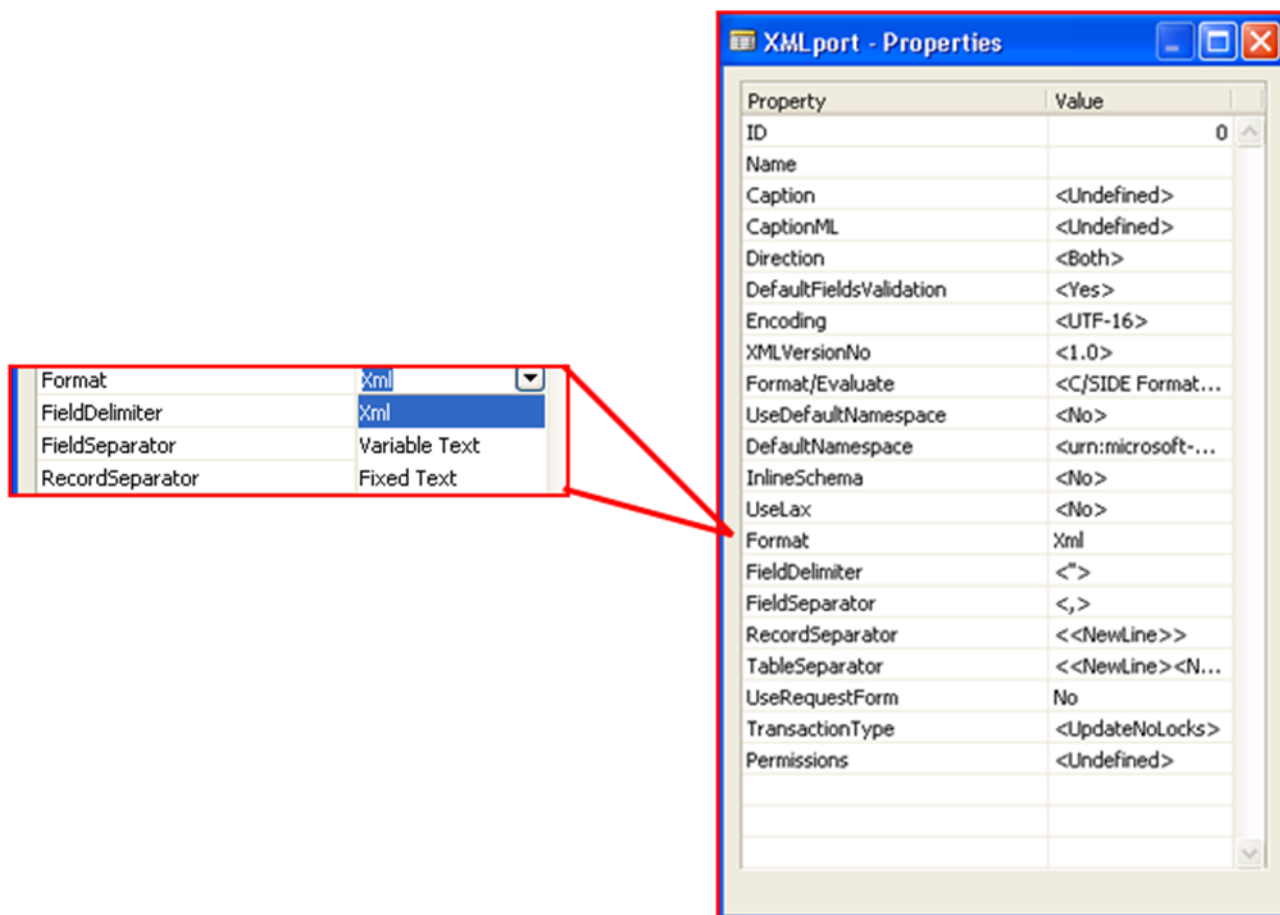 XMLport - Properties
Property Value
ID 0
Name
Caption <Undefined>
CaptionML <Undefined>
Direction <Both>
DefaultFieldsValidation <Yes>
Encoding <UTF-16>
XMLVersionNo <1.0>
Format/Evaluate <C/SIDE Format...
UseDefaultNamespace <No>
DefaultNamespace <urn:microsoft-...
InlineSchema <No>
UseLax <No>
Format Xml
FieldDelimiter <">
FieldSeparator <,>
RecordSeparator <<NewLine>>
TableSeparator <<NewLine><N...
UseRequestForm No
TransactionType <UpdateNoLocks>
Permissions <Undefined>
Format Xml
FieldDelimiter Xml
FieldSeparator Variable Text
RecordSeparator Fixed Text